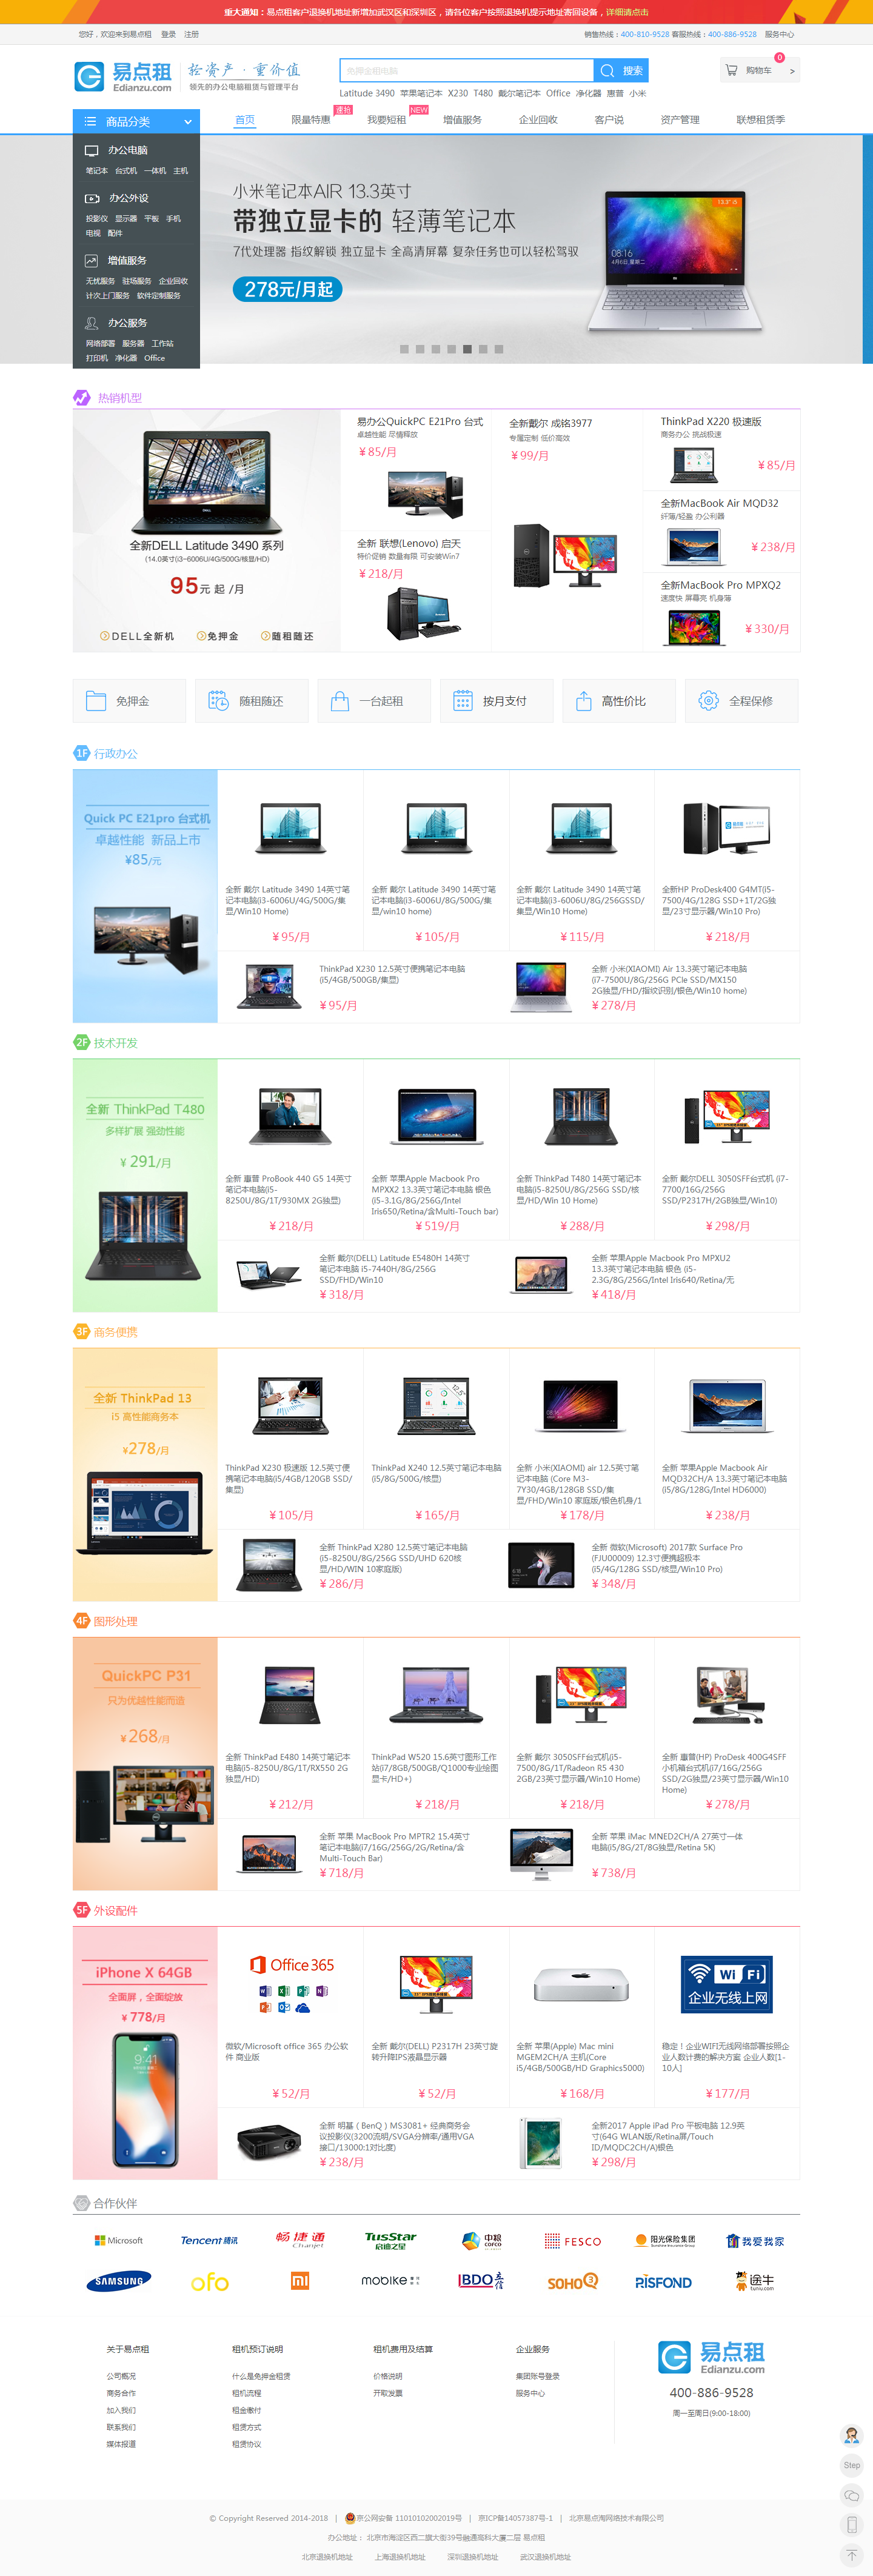 重大通知：易点租客户退换机地址新增加武汉区和深圳区，请各位客户按照退换机提示地址寄回设备，详细请点击
您好，欢迎来到易点租 登录 注册
销售热线：400-810-9528 客服热线：400-886-9528 服务中心
易点租
Edianzu.com
轻资产·重价值
领先的办公电脑租赁与管理平台
免押金租电脑
搜索
购物车 >
0
Latitude 3490 苹果笔记本 X230 T480 戴尔笔记本 Office 净化器 惠普 小米
商品分类
首页 限量特惠 速抢 我要短租 NEW 增值服务 企业回收 客户说 资产管理 联想租赁季
办公电脑
笔记本 台式机 一体机 主机
办公外设
投影仪 显示器 平板 手机
电视 配件
增值服务
无忧服务 驻场服务 企业回收
计次上门服务 软件定制服务
办公服务
网络部署 服务器 工作站
打印机 净化器 Office
小米笔记本AIR 13.3英寸
带独立显卡的 轻薄笔记本
7代处理器 指纹解锁 独立显卡 全高清屏幕 复杂任务也可以轻松驾驭
278元/月起
热销机型
全新DELL Latitude 3490 系列
(14.0英寸(i3-6006U/4G/500G/核显/HD)
95元 起 /月
DELL全新机 免押金 随租随还
易办公QuickPC E21Pro 台式
卓越性能 尽情释放
¥85/月
全新 联想(Lenovo) 启天
特价促销 数量有限 可安装Win7
¥218/月
全新戴尔 成铭3977
专属定制 低价高效
¥99/月
ThinkPad X220 极速版
商务办公 挑战极速
¥85/月
全新MacBook Air MQD32
纤薄/轻盈 办公利器
¥238/月
全新MacBook Pro MPXQ2
速度快 屏幕亮 机身薄
¥330/月
免押金
随租随还
一台起租
按月支付
高性价比
全程保修
1F 行政办公
Quick PC E21pro 台式机
卓越性能 新品上市
¥85/元
全新 戴尔 Latitude 3490 14英寸笔
记本电脑(i3-6006U/4G/500G/集
显/Win10 Home)
¥95/月
全新 戴尔 Latitude 3490 14英寸笔
记本电脑(i3-6006U/8G/500G/集
显/win10 home)
¥105/月
全新 戴尔 Latitude 3490 14英寸笔
记本电脑(i3-6006U/8G/256GSSD/
集显/Win10 Home)
¥115/月
全新HP ProDesk400 G4MT(i5-
7500/4G/128G SSD+1T/2G独
显/23寸显示器/Win10 Pro)
¥218/月
ThinkPad X230 12.5英寸便携笔记本电脑
(i5/4GB/500GB/集显)
¥95/月
全新 小米(XIAOMI) Air 13.3英寸笔记本电脑
(i7-7500U/8G/256G PCIe SSD/MX150
2G独显/FHD/指纹识别/银色/Win10 home)
¥278/月
2F 技术开发
全新 ThinkPad T480
多样扩展 强劲性能
¥ 291/月
全新 惠普 ProBook 440 G5 14英寸
笔记本电脑(i5-
8250U/8G/1T/930MX 2G独显)
¥218/月
全新 苹果Apple Macbook Pro
MPXX2 13.3英寸笔记本电脑 银色
(i5-3.1G/8G/256G/Intel
Iris650/Retina/含Multi-Touch bar)
¥519/月
全新 ThinkPad T480 14英寸笔记本
电脑(i5-8250U/8G/256G SSD/核
显/HD/Win 10 Home)
¥288/月
全新 戴尔DELL 3050SFF台式机 (i7-
7700/16G/256G
SSD/P2317H/2GB独显/Win10)
¥298/月
全新 戴尔(DELL) Latitude E5480H 14英寸
笔记本电脑 i5-7440H/8G/256G
SSD/FHD/Win10
¥318/月
全新 苹果Apple Macbook Pro MPXU2
13.3英寸笔记本电脑 银色 (i5-
2.3G/8G/256G/Intel Iris640/Retina/无
¥418/月
3F 商务便携
全新 ThinkPad 13
i5 高性能商务本
¥278/月
ThinkPad X230 极速版 12.5英寸便
携笔记本电脑(i5/4GB/120GB SSD/
集显)
¥105/月
ThinkPad X240 12.5英寸笔记本电脑
(i5/8G/500G/核显)
¥165/月
全新 小米(XIAOMI) air 12.5英寸笔
记本电脑 (Core M3-
7Y30/4GB/128GB SSD/集
显/FHD/Win10 家庭版/银色机身/1
¥178/月
全新 苹果Apple Macbook Air
MQD32CH/A 13.3英寸笔记本电脑
(i5/8G/128G/Intel HD6000)
¥238/月
全新 ThinkPad X280 12.5英寸笔记本电脑
(i5-8250U/8G/256G SSD/UHD 620核
显/HD/WIN 10家庭版)
¥286/月
全新 微软(Microsoft) 2017款 Surface Pro
(FJU00009) 12.3寸便携超极本
(i5/4G/128G SSD/核显/Win10 Pro)
¥348/月
4F 图形处理
QuickPC P31
只为优越性能而造
¥268/月
全新 ThinkPad E480 14英寸笔记本
电脑(i5-8250U/8G/1T/RX550 2G
独显/HD)
¥212/月
ThinkPad W520 15.6英寸图形工作
站(i7/8GB/500GB/Q1000专业绘图
显卡/HD+)
¥218/月
全新 戴尔 3050SFF台式机(i5-
7500/8G/1T/Radeon R5 430
2GB/23英寸显示器/Win10 Home)
¥218/月
全新 惠普(HP) ProDesk 400G4SFF
小机箱台式机(i7/16G/256G
SSD/2G独显/23英寸显示器/Win10
Home)
¥278/月
全新 苹果 MacBook Pro MPTR2 15.4英寸
笔记本电脑(i7/16G/256G/2G/Retina/含
Multi-Touch Bar)
¥718/月
全新 苹果 iMac MNED2CH/A 27英寸一体
电脑(i5/8G/2T/8G独显/Retina 5K)
¥738/月
5F 外设配件
iPhone X 64GB
全面屏，全面绽放
¥ 778/月
Office 365
微软/Microsoft office 365 办公软
件 商业版
¥52/月
全新 戴尔(DELL) P2317H 23英寸旋
转升降IPS液晶显示器
¥52/月
全新 苹果(Apple) Mac mini
MGEM2CH/A 主机(Core
i5/4GB/500GB/HD Graphics5000)
¥168/月
WiFi
企业无线上网
稳定！企业WIFI无线网络部署按照企
业人数计费的解决方案 企业人数[1-
10人]
¥177/月
全新 明基（BenQ）MS3081+ 经典商务会
议投影仪(3200流明/SVGA分辨率/通用VGA
接口/13000:1对比度)
¥238/月
全新2017 Apple iPad Pro 平板电脑 12.9英
寸(64G WLAN版/Retina屏/Touch
ID/MQDC2CH/A)银色
¥298/月
合作伙伴
Microsoft Tencent 腾讯 畅捷通 Chanjet TusStar 启迪之星 中粮 COFCO FESCO 阳光保险集团 我爱我家
SAMSUNG ofo mi mobike BDO 立信 SOHO3Q RISFOND 途牛 tuniu.com
关于易点租
公司概况
商务合作
加入我们
联系我们
媒体报道
租机预订说明
什么是免押金租赁
租机流程
租金缴付
租赁方式
租赁协议
租机费用及结算
价格说明
开取发票
企业服务
集团账号登录
服务中心
易点租
Edianzu.com
400-886-9528
周一至周日(9:00-18:00)
Step
© Copyright Reserved 2014-2018 | 京公网安备 11010102002019号 | 京ICP备14057387号-1 | 北京易点淘网络技术有限公司
办公地址： 北京市海淀区西二旗大街39号融通高科大厦二层 易点租
北京退换机地址 上海退换机地址 深圳退换机地址 武汉退换机地址